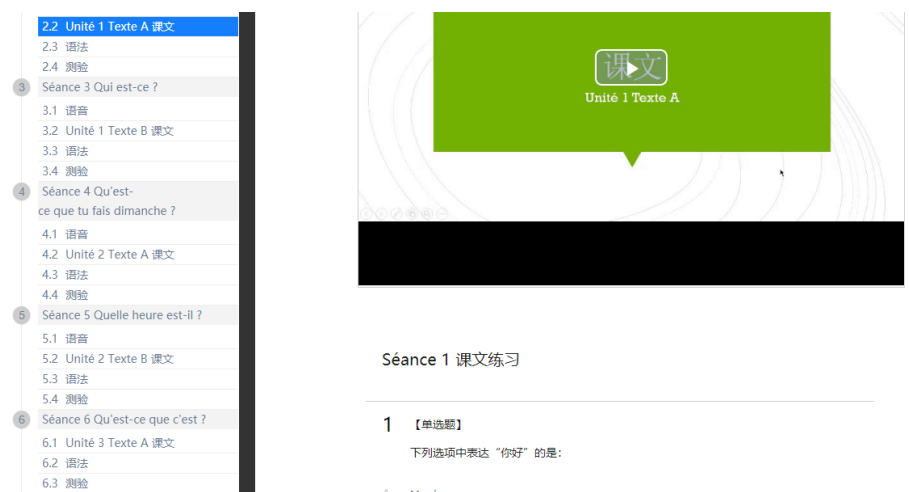 2.2 Unité 1 Texte A 课文
2.3 语法
2.4 测验
3 Séance 3 Qui est-ce ?
3.1 语音
3.2 Unité 1 Texte B 课文
3.3 语法
3.4 测验
4 Séance 4 Qu'est-
ce que tu fais dimanche ?
4.1 语音
4.2 Unité 2 Texte A 课文
4.3 语法
4.4 测验
5 Séance 5 Quelle heure est-il ?
5.1 语音
5.2 Unité 2 Texte B 课文
5.3 语法
5.4 测验
6 Séance 6 Qu'est-ce que c'est ?
6.1 Unité 3 Texte A 课文
6.2 语法
6.3 测验
课文
Unité 1 Texte A
Séance 1 课文练习
1 【单选题】
下列选项中表达“你好”的是：